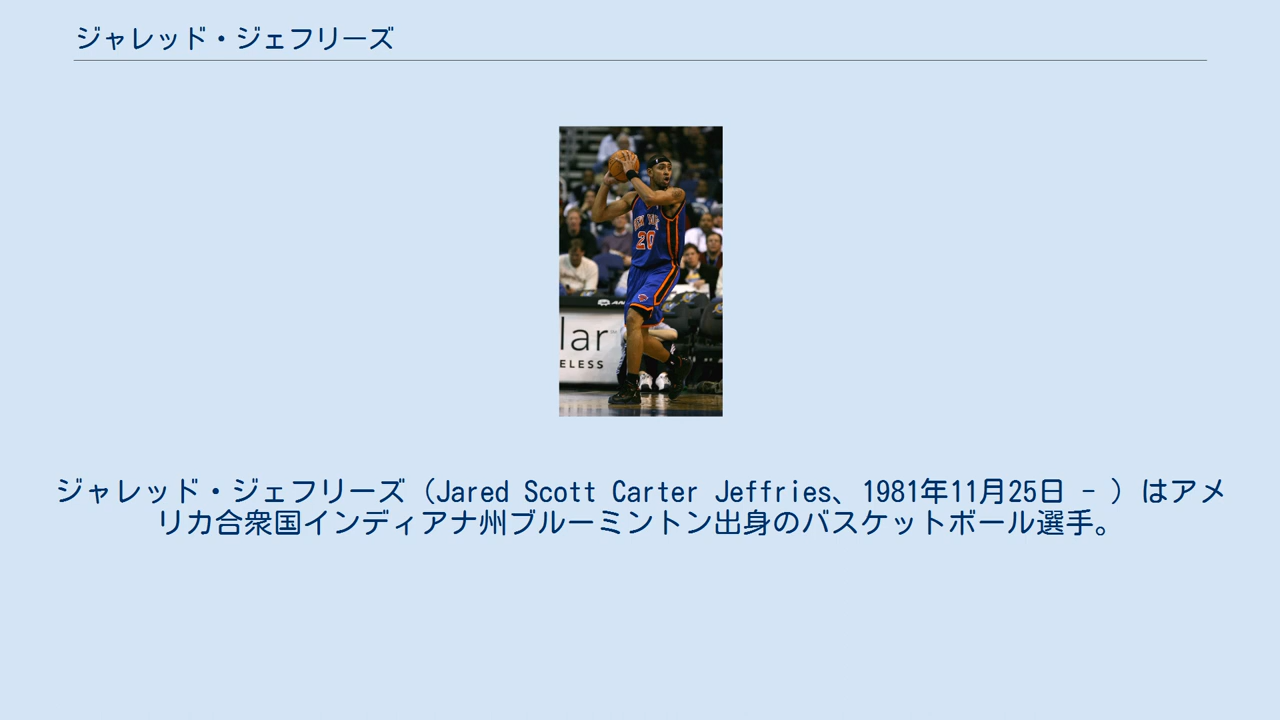 ジャレッド・ジェフリーズ
NEW YORK
20
lar
ELESS
ジャレッド・ジェフリーズ（Jared Scott Carter Jeffries、1981年11月25日 - ）はアメ
リカ合衆国インディアナ州ブルーミントン出身のバスケットボール選手。